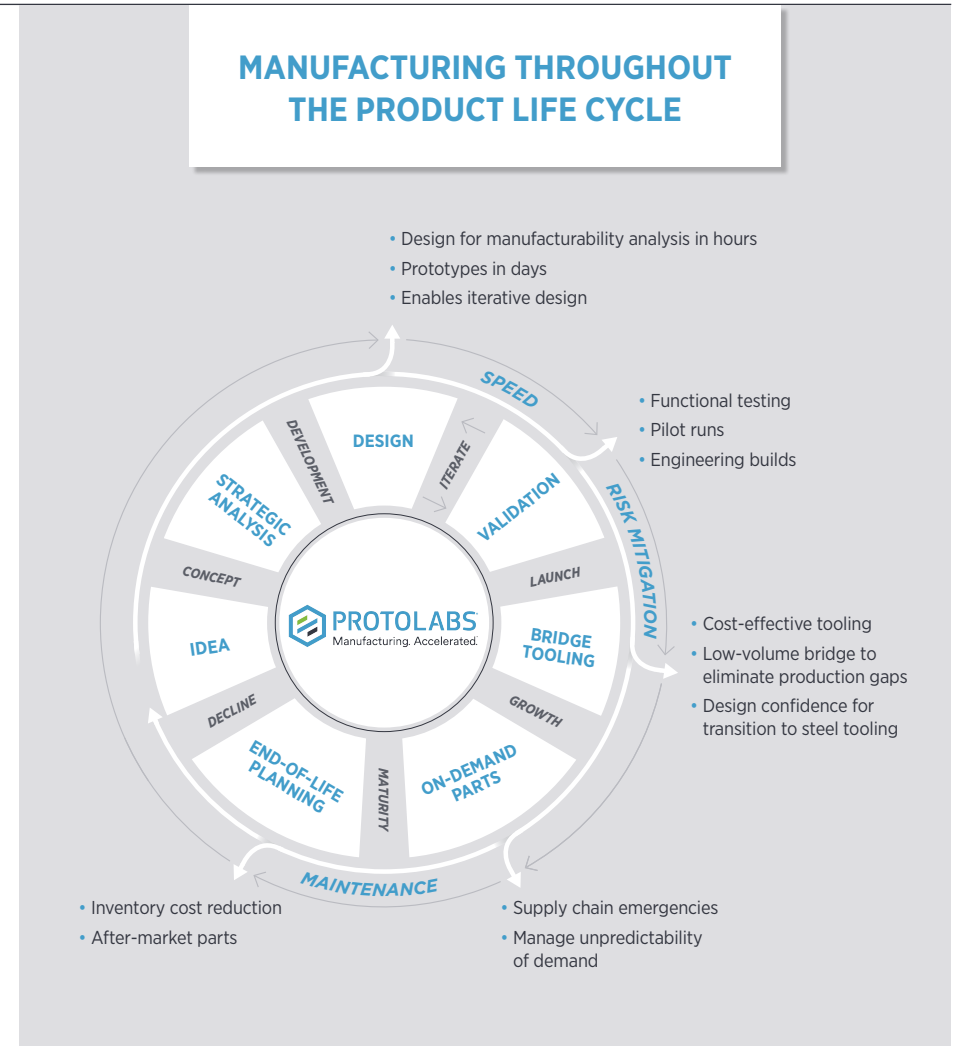 MANUFACTURING THROUGHOUT
THE PRODUCT LIFE CYCLE
• Design for manufacturability analysis in hours
• Prototypes in days
• Enables iterative design
SPEED
• Functional testing
• Pilot runs
• Engineering builds
RISK MITIGATION
• Cost-effective tooling
• Low-volume bridge to
eliminate production gaps
• Design confidence for
transition to steel tooling
DESIGN
ITERATE
VALIDATION
LAUNCH
BRIDGE
TOOLING
GROWTH
ON-DEMAND
PARTS
MATURITY
END-OF-LIFE
PLANNING
DECLINE
IDEA
CONCEPT
STRATEGIC
ANALYSIS
DEVELOPMENT
PROTOLABS
Manufacturing. Accelerated.
MAINTENANCE
• Inventory cost reduction
• After-market parts
• Supply chain emergencies
• Manage unpredictability
of demand